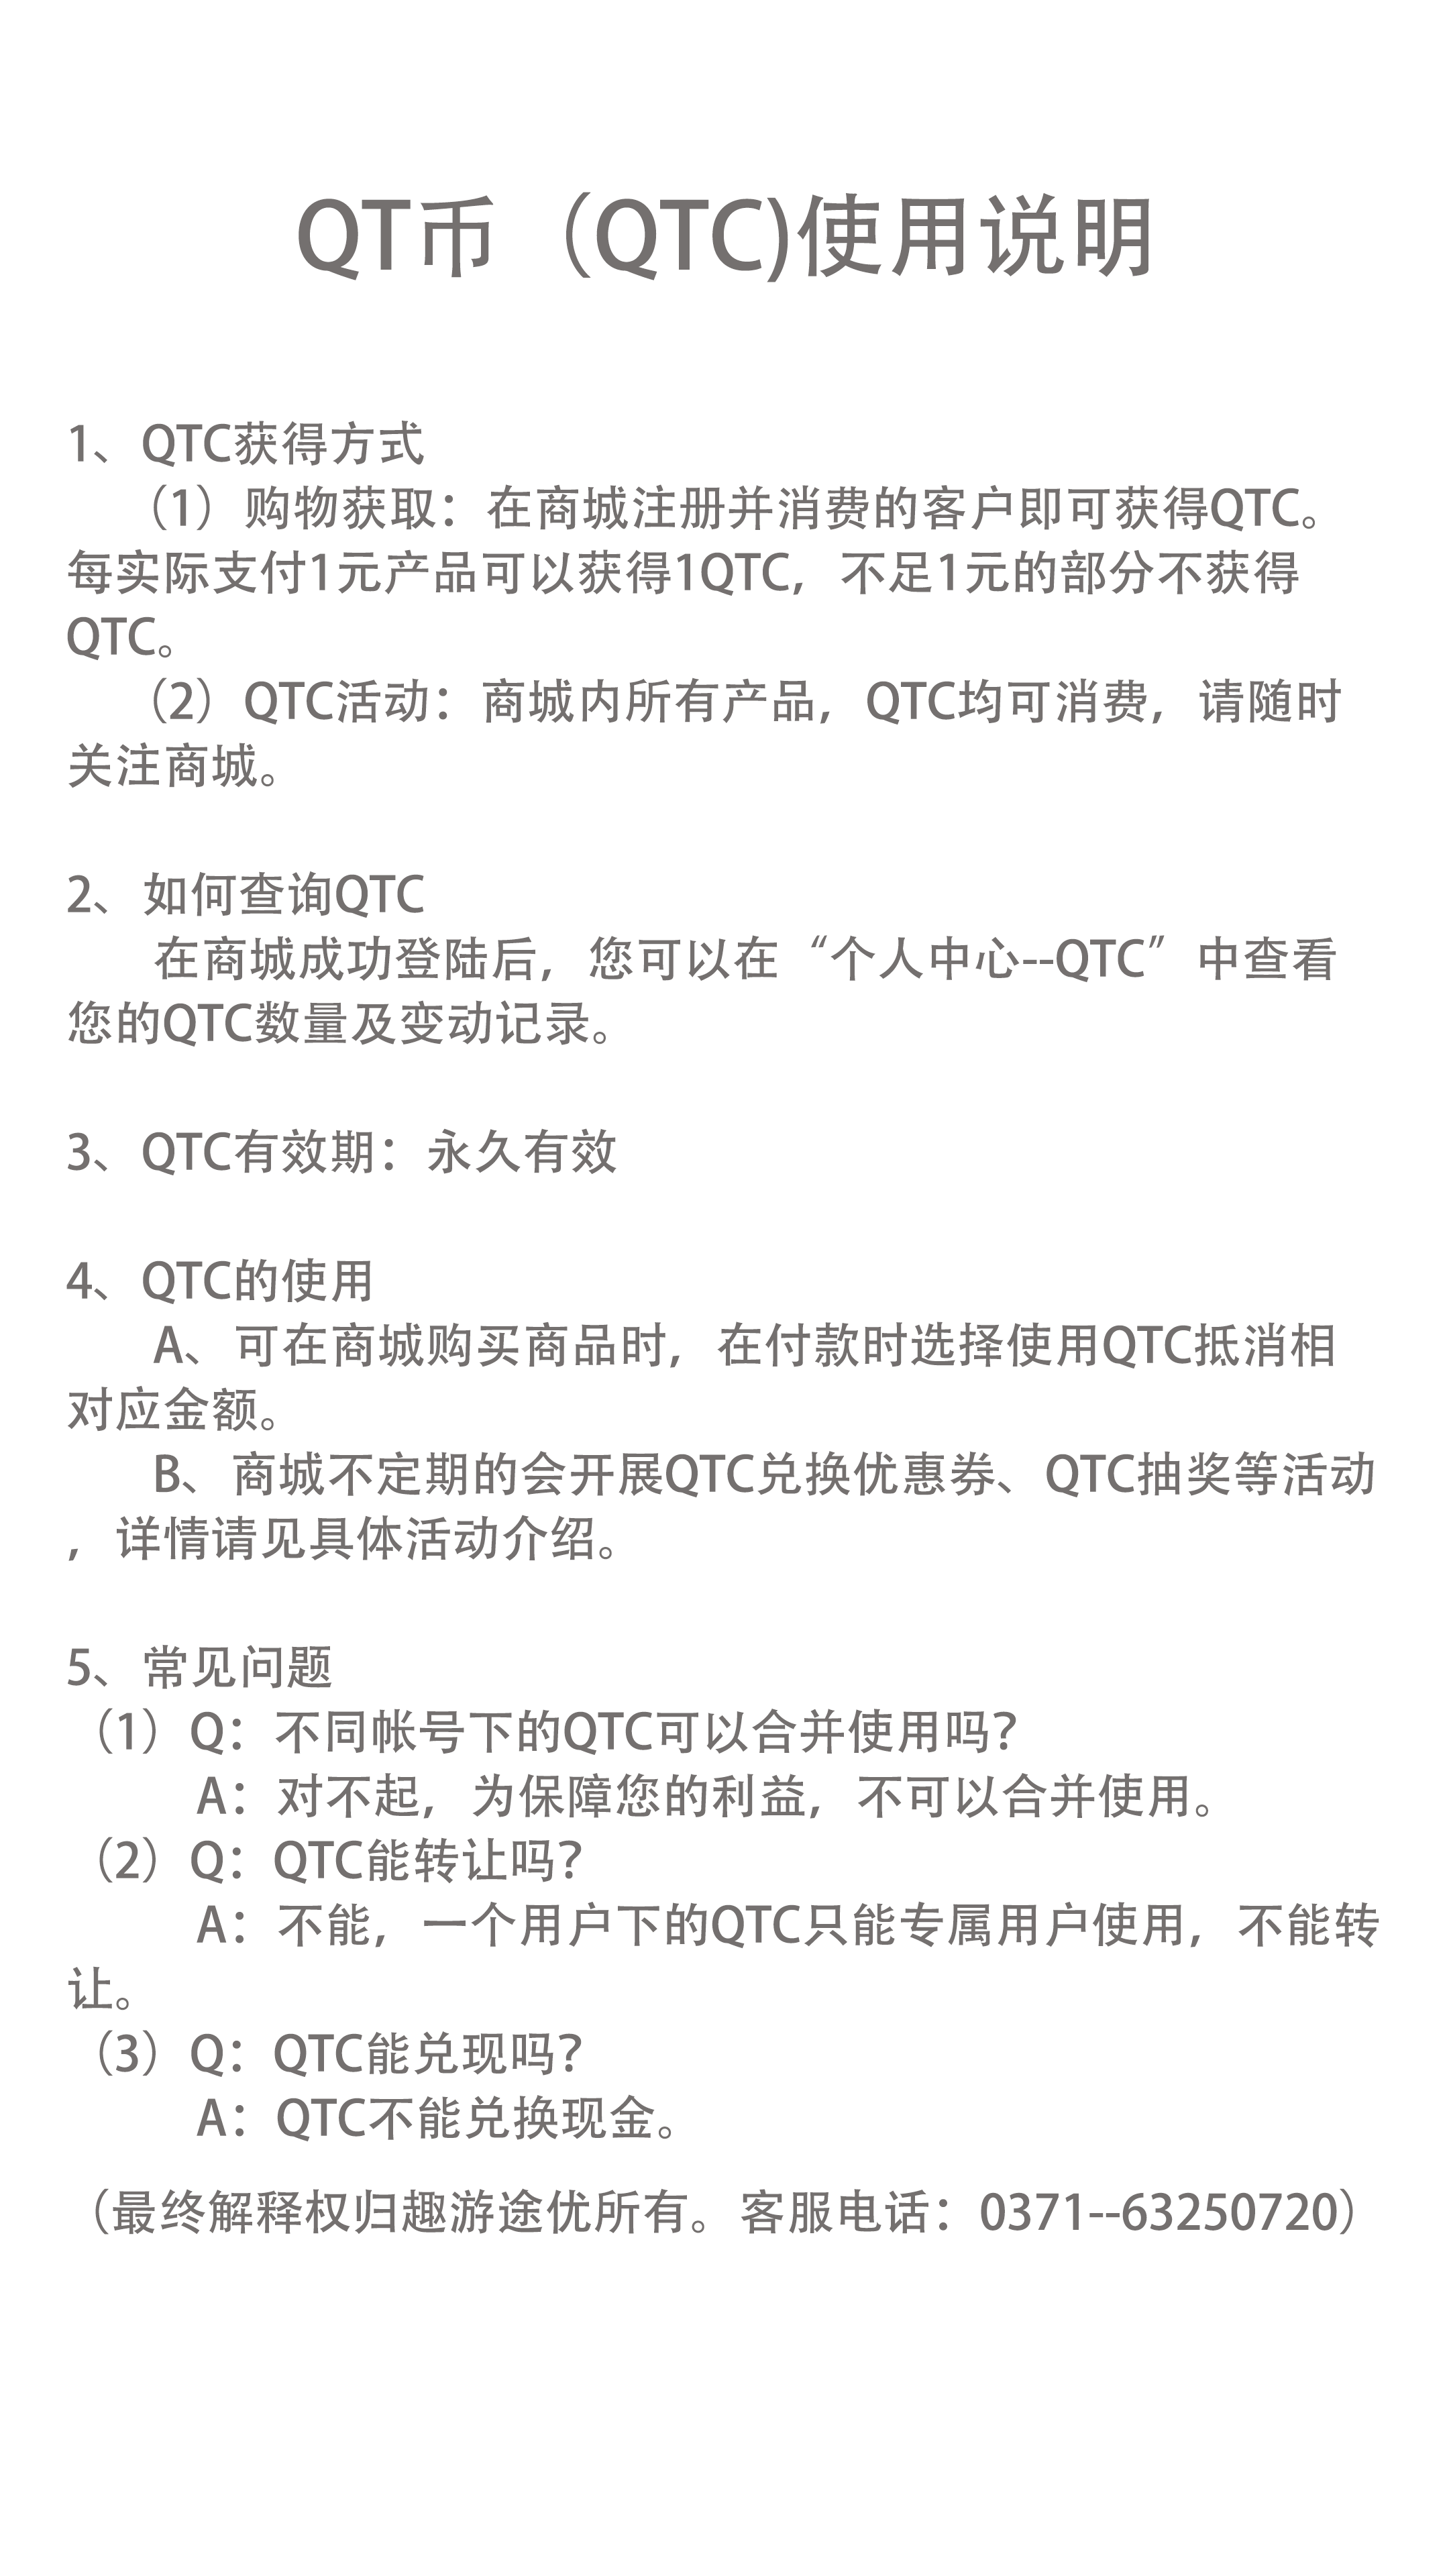 QT币（QTC)使用说明
1、QTC获得方式
（1）购物获取：在商城注册并消费的客户即可获得QTC。
每实际支付1元产品可以获得1QTC，不足1元的部分不获得
QTC。
（2）QTC活动：商城内所有产品，QTC均可消费，请随时
关注商城。
2、如何查询QTC
在商城成功登陆后，您可以在“个人中心--QTC”中查看
您的QTC数量及变动记录。
3、QTC有效期：永久有效
4、QTC的使用
A、可在商城购买商品时，在付款时选择使用QTC抵消相
对应金额。
B、商城不定期的会开展QTC兑换优惠券、QTC抽奖等活动
，详情请见具体活动介绍。
5、常见问题
（1）Q：不同帐号下的QTC可以合并使用吗？
A：对不起，为保障您的利益，不可以合并使用。
（2）Q：QTC能转让吗？
A：不能，一个用户下的QTC只能专属用户使用，不能转
让。
（3）Q：QTC能兑现吗？
A：QTC不能兑换现金。
（最终解释权归趣游途优所有。客服电话：0371--63250720）